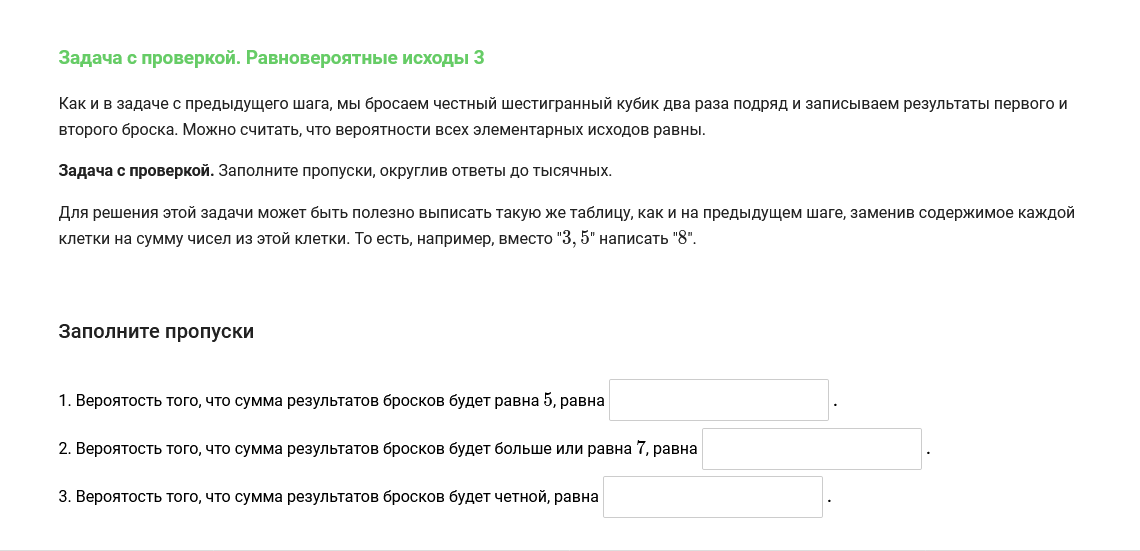 Задача с проверкой. Равновероятные исходы 3
Как и в задаче с предыдущего шага, мы бросаем честный шестигранный кубик два раза подряд и записываем результаты первого и
второго броска. Можно считать, что вероятности всех элементарных исходов равны.
Задача с проверкой. Заполните пропуски, округлив ответы до тысячных.
Для решения этой задачи может быть полезно выписать такую же таблицу, как и на предыдущем шаге, заменив содержимое каждой
клетки на сумму чисел из этой клетки. То есть, например, вместо "3, 5" написать "8".
Заполните пропуски
1. Вероятость того, что сумма результатов бросков будет равна 5, равна .
2. Вероятость того, что сумма результатов бросков будет больше или равна 7, равна .
3. Вероятость того, что сумма результатов бросков будет четной, равна .